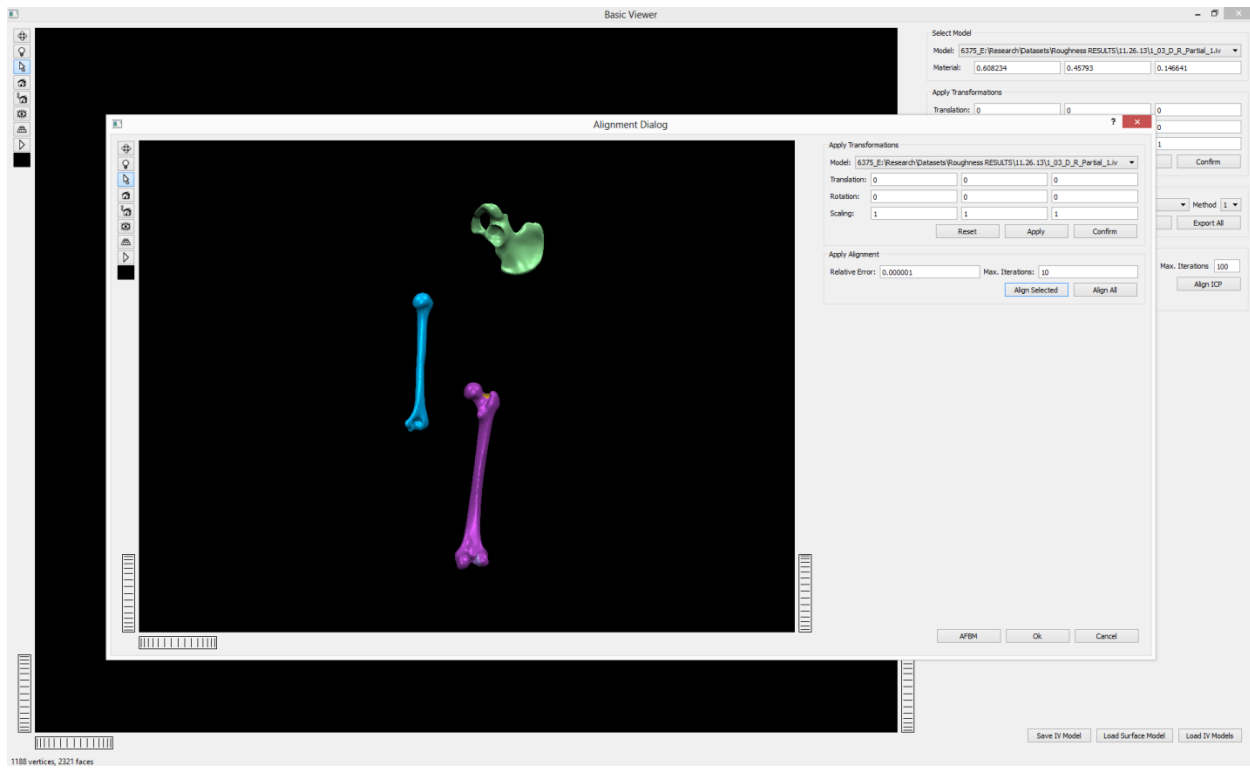 Basic Viewer
Select Model
Model: 6375_E:\Research\Datasets\Roughness RESULTS\11.26.13\1_03_D_R_Partial_1.iv
Material: 0.608234 0.45793 0.146641
Apply Transformations
Translation: 0 0 0
0
1
Confirm
Method 1
Export All
Max. Iterations 100
Align ICP
Alignment Dialog
?
Apply Transformations
Model: 6375_E:\Research\Datasets\Roughness RESULTS\11.26.13\1_03_D_R_Partial_1.iv
Translation: 0 0 0
Rotation: 0 0 0
Scaling: 1 1 1
Reset Apply Confirm
Apply Alignment
Relative Error: 0.000001 Max. Iterations: 10
Align Selected Align All
AFBM Ok Cancel
Save IV Model Load Surface Model Load IV Models
1188 vertices, 2321 faces